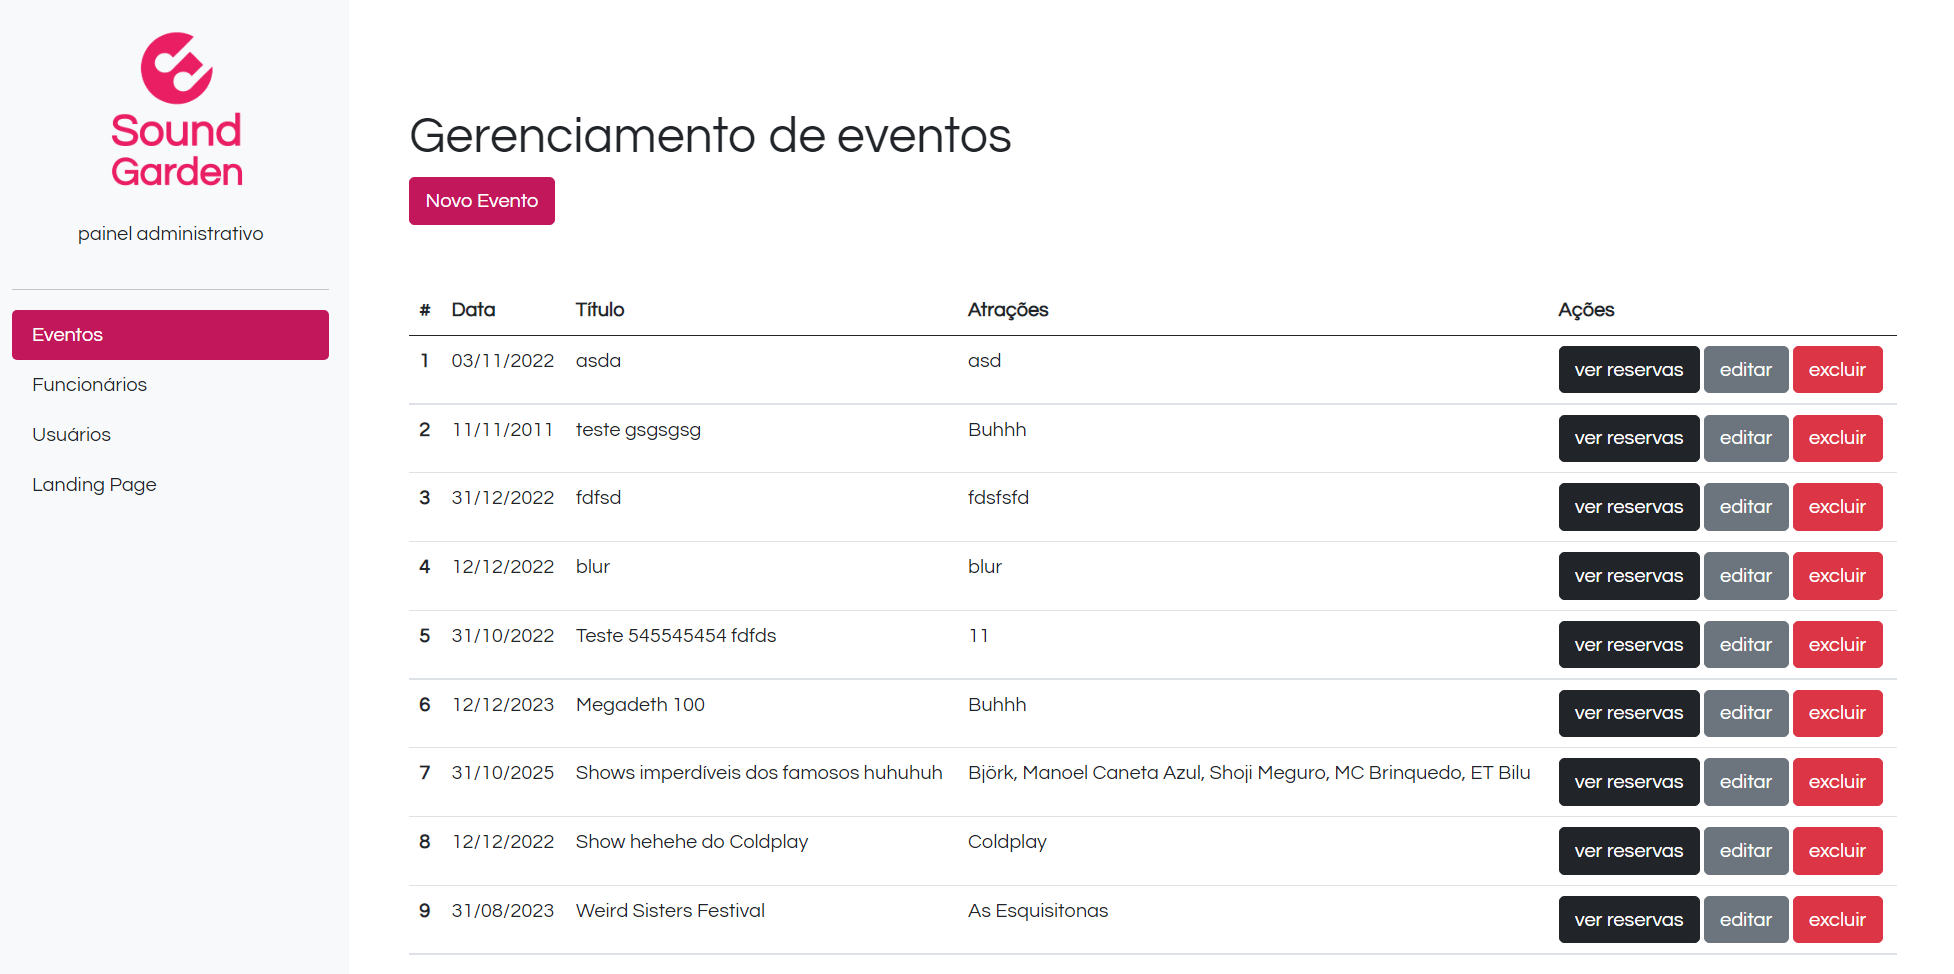 Sound
Garden
painel administrativo
Eventos
Funcionários
Usuários
Landing Page
Gerenciamento de eventos
Novo Evento
# Data Título Atrações Ações
1 03/11/2022 asda asd ver reservas editar excluir
2 11/11/2011 teste gsgsgsg Buhhh ver reservas editar excluir
3 31/12/2022 fdfsd fdsfsfd ver reservas editar excluir
4 12/12/2022 blur blur ver reservas editar excluir
5 31/10/2022 Teste 545545454 fdfds 11 ver reservas editar excluir
6 12/12/2023 Megadeth 100 Buhhh ver reservas editar excluir
7 31/10/2025 Shows imperdíveis dos famosos huhuhuh Björk, Manoel Caneta Azul, Shoji Meguro, MC Brinquedo, ET Bilu ver reservas editar excluir
8 12/12/2022 Show hehehe do Coldplay Coldplay ver reservas editar excluir
9 31/08/2023 Weird Sisters Festival As Esquisitonas ver reservas editar excluir